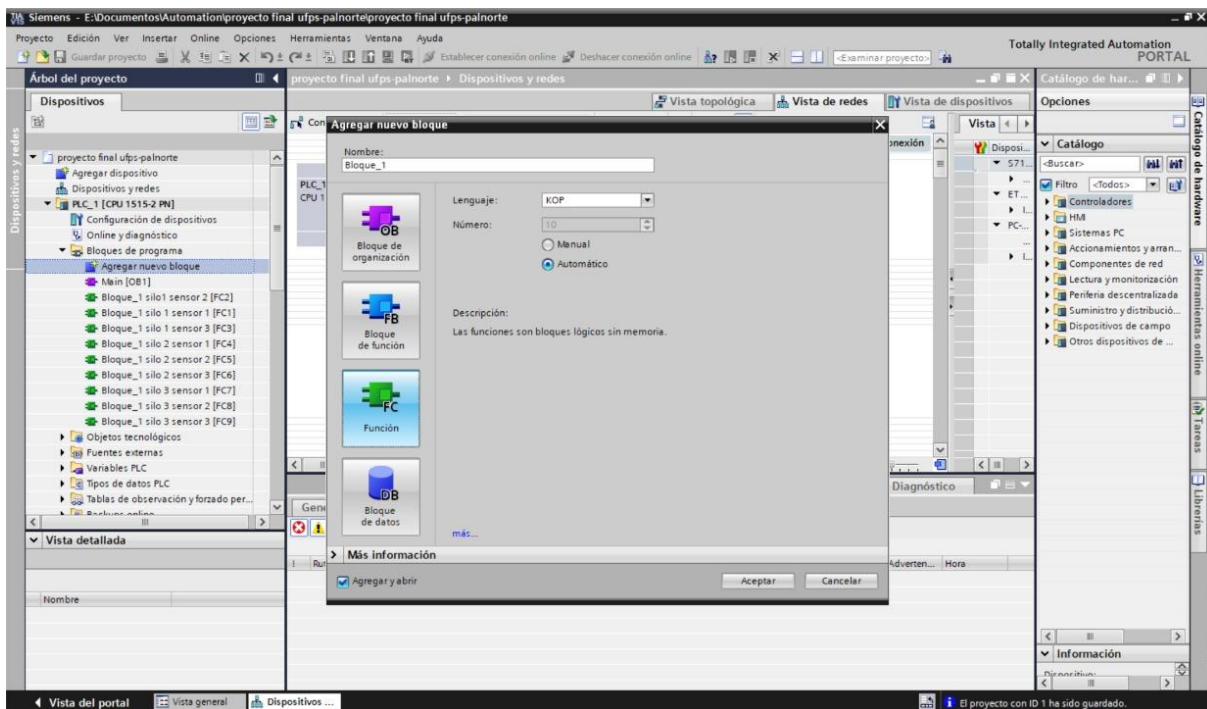 Siemens - E:\Documentos\Automation\proyecto final ufps-palnorte\proyecto final ufps-palnorte
Proyecto Edición Ver Insertar Online Opciones Herramientas Ventana Ayuda
Totally Integrated Automation
PORTAL
Guardar proyecto
Establecer conexión online
Deshacer conexión online
<Examinar proyecto>
Árbol del proyecto
proyecto final ufps-palnorte
Dispositivos y redes
Catálogo de har...
Dispositivos
Vista topológica
Vista de redes
Vista de dispositivos
Opciones
Dispositivos y redes
proyecto final ufps-palnorte
Agregar dispositivo
Dispositivos y redes
PLC_1 [CPU 1515-2 PN]
Configuración de dispositivos
Online y diagnóstico
Bloques de programa
Agregar nuevo bloque
Main [OB1]
Bloque_1 silo1 sensor 2 [FC2]
Bloque_1 silo 1 sensor 1 [FC1]
Bloque_1 silo 1 sensor 3 [FC3]
Bloque_1 silo 2 sensor 1 [FC4]
Bloque_1 silo 2 sensor 2 [FC5]
Bloque_1 silo 2 sensor 3 [FC6]
Bloque_1 silo 3 sensor 1 [FC7]
Bloque_1 silo 3 sensor 2 [FC8]
Bloque_1 silo 3 sensor 3 [FC9]
Objetos tecnológicos
Fuentes externas
Variables PLC
Tipos de datos PLC
Tablas de observación y forzado per...
Backups online
Vista detallada
Nombre
Con
PLC_1
CPU 1
Agregar nuevo bloque
Nombre:
Bloque_1
OB
Bloque de
organización
FB
Bloque
de función
FC
Función
DB
Bloque
de datos
Lenguaje:
KOP
Número:
10
Manual
Automático
Descripción:
Las funciones son bloques lógicos sin memoria.
más...
Más información
Agregar y abrir
Aceptar
Cancelar
onexión
Vista
Disposi...
S71...
ET...
PC-...
Diagnóstico
Gene
!
Rut
Adverten...
Hora
Catálogo
<Buscar>
Filtro
<Todos>
Controladores
HMI
Sistemas PC
Accionamientos y arran...
Componentes de red
Lectura y monitorización
Periferia descentralizada
Suministro y distribució...
Dispositivos de campo
Otros dispositivos de ...
Información
Dispositivo:
Catálogo de hardware
Herramientas online
Tareas
Librerías
Vista del portal
Vista general
Dispositivos ...
El proyecto con ID 1 ha sido guardado.